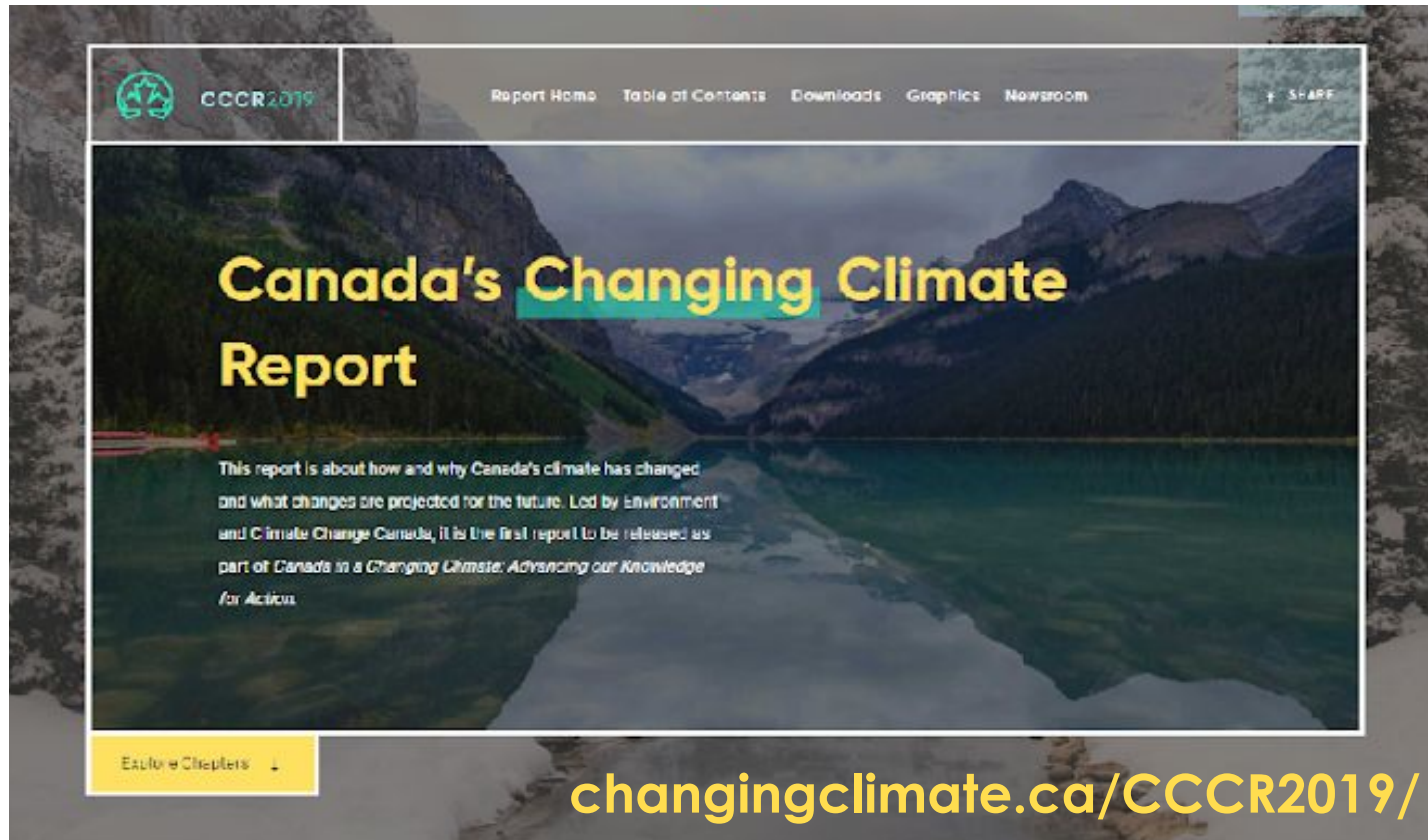 CCCR2019
Report Home Table of Contents Downloads Graphics Newsroom
f SHARE
Canada's Changing Climate
Report
This report is about how and why Canada's climate has changed
and what changes are projected for the future. Led by Environment
and Climate Change Canada, it is the first report to be released as
part of Canada in a Changing Climate: Advancing our Knowledge
for Action.
Explore Chapters ↓
changingclimate.ca/CCCR2019/